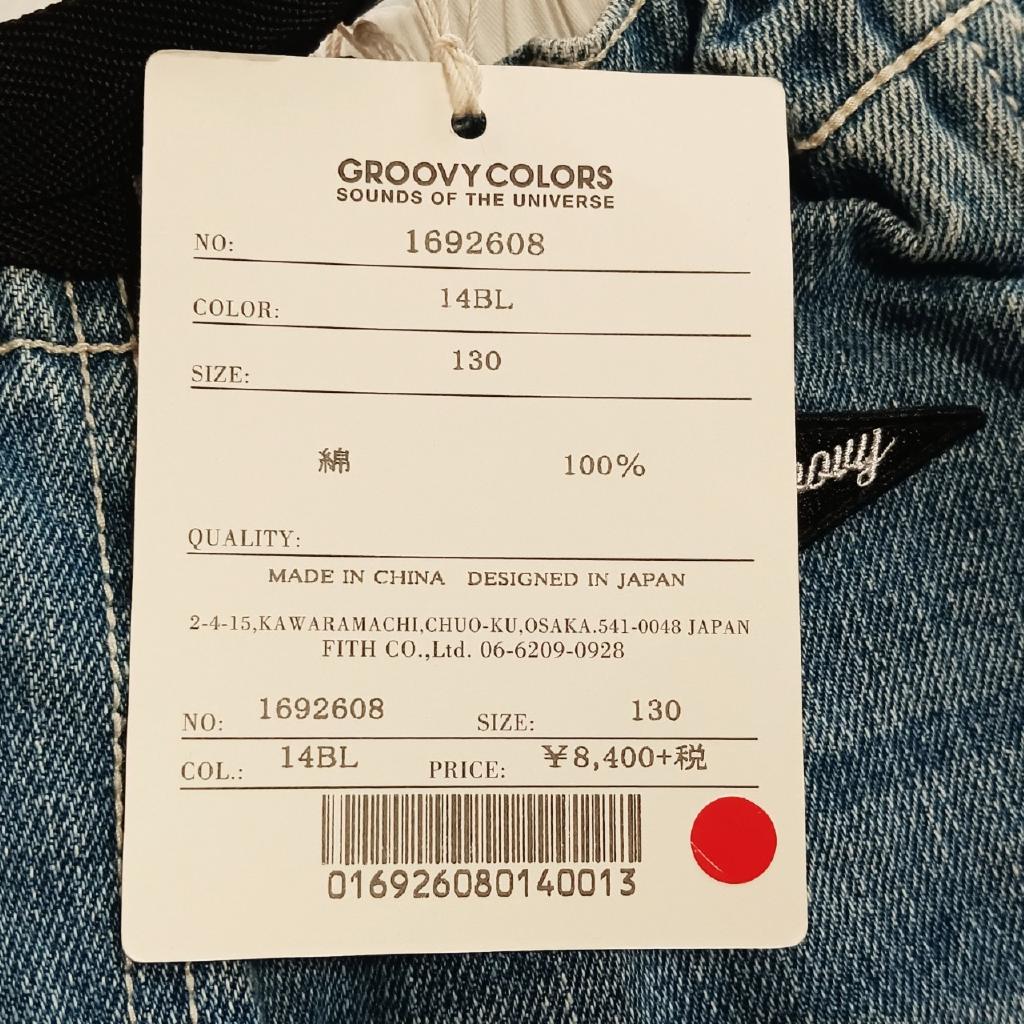 GROOVY COLORS
SOUNDS OF THE UNIVERSE
NO: 1692608
COLOR: 14BL
SIZE: 130
綿 100%
QUALITY:
MADE IN CHINA DESIGNED IN JAPAN
2-4-15,KAWARAMACHI,CHUO-KU,OSAKA.541-0048 JAPAN
FITH CO.,Ltd. 06-6209-0928
NO: 1692608 SIZE: 130
COL.: 14BL PRICE: ¥8,400+税
016926080140013